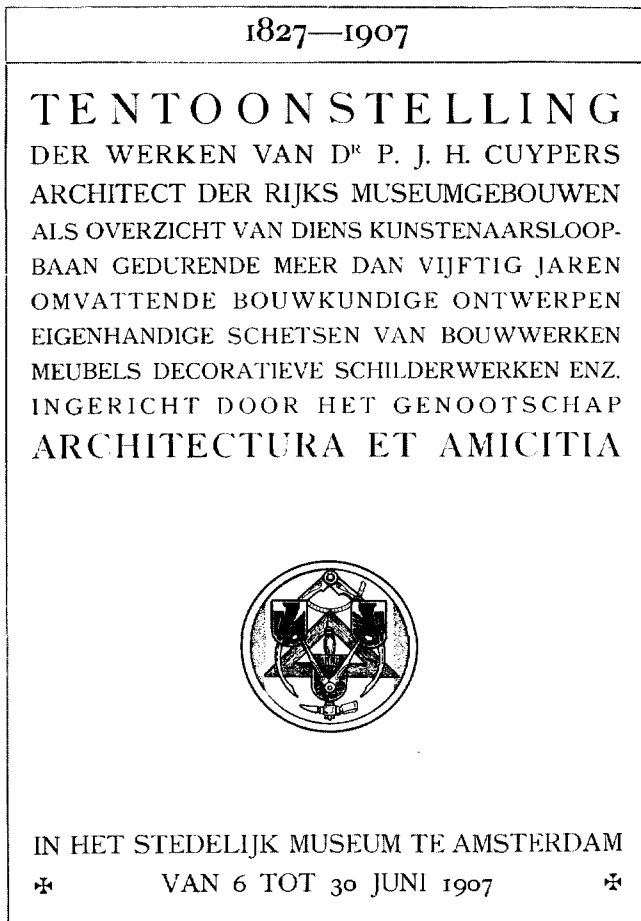 1827—1907
TENTOONSTELLING
DER WERKEN VAN Dᴿ P. J. H. CUYPERS
ARCHITECT DER RIJKS MUSEUMGEBOUWEN
ALS OVERZICHT VAN DIENS KUNSTENAARSLOOP-
BAAN GEDURENDE MEER DAN VIJFTIG JAREN
OMVATTENDE BOUWKUNDIGE ONTWERPEN
EIGENHANDIGE SCHETSEN VAN BOUWWERKEN
MEUBELS DECORATIEVE SCHILDERWERKEN ENZ.
INGERICHT DOOR HET GENOOTSCHAP
ARCHITECTURA ET AMICITIA
IN HET STEDELIJK MUSEUM TE AMSTERDAM
✠ VAN 6 TOT 30 JUNI 1907 ✠